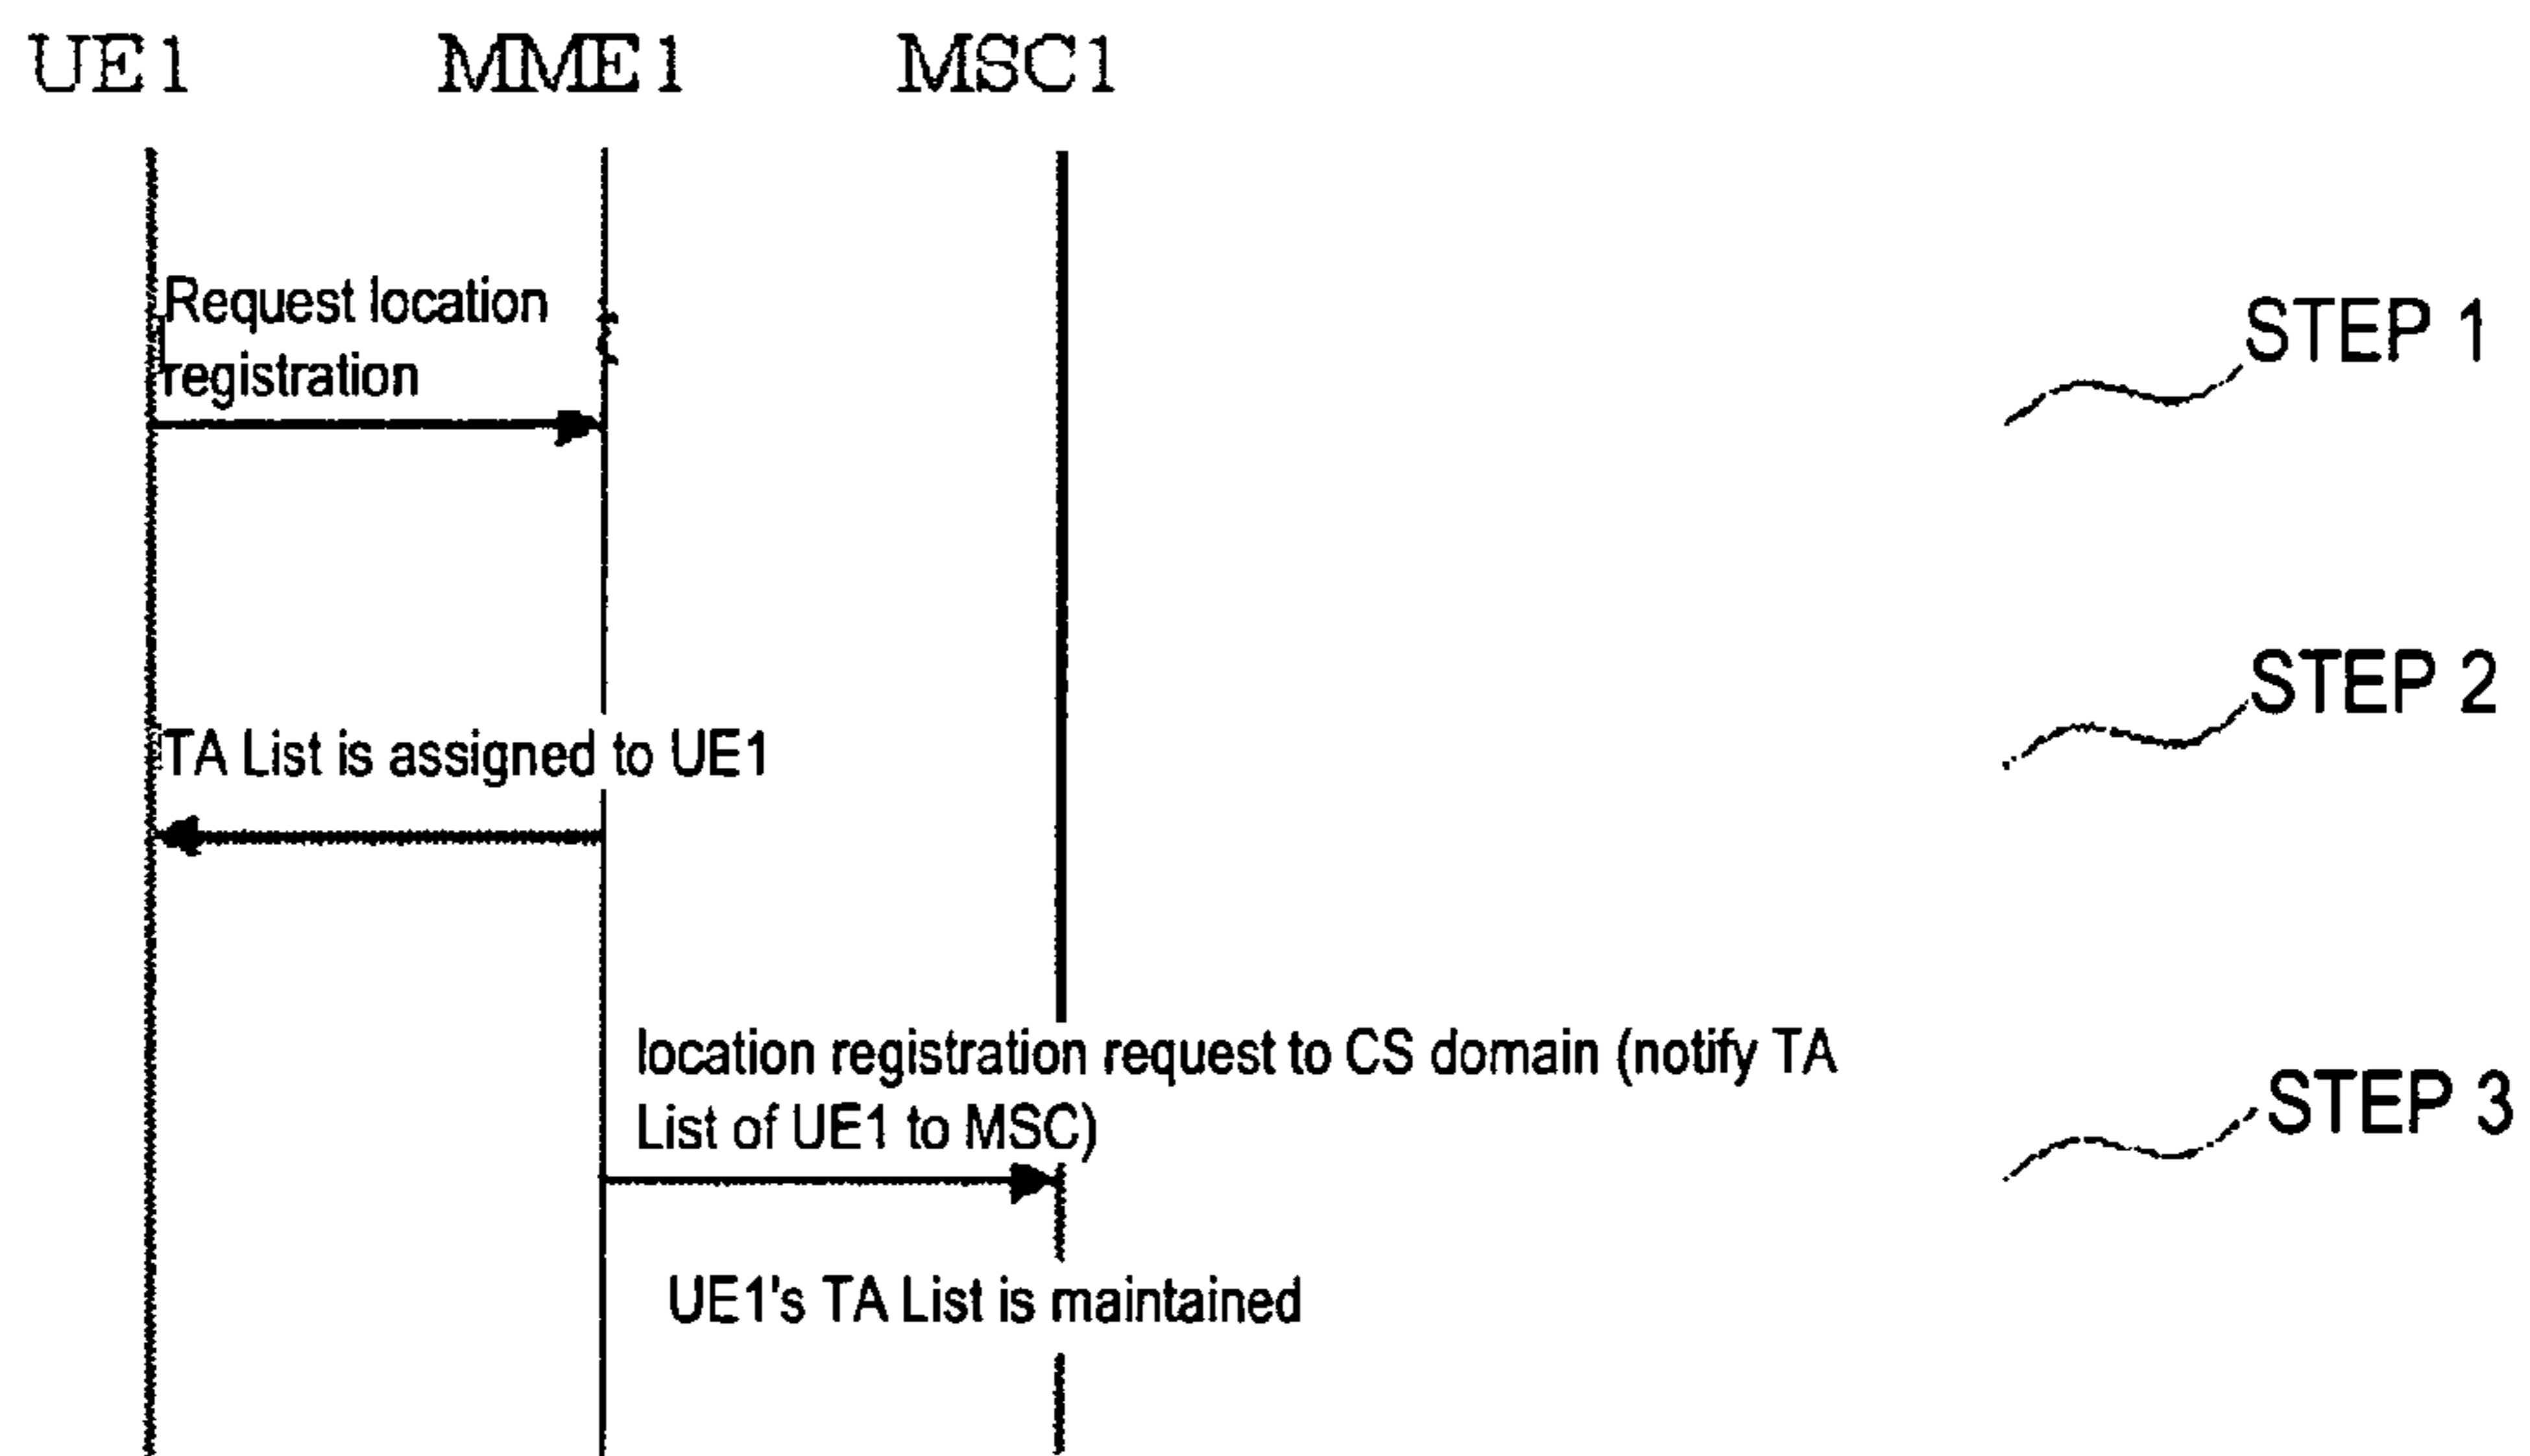 UE1 MME1 MSC1
Request location
registration
STEP 1
STEP 2
TA List is assigned to UE1
location registration request to CS domain (notify TA
List of UE1 to MSC)
STEP 3
UE1's TA List is maintained